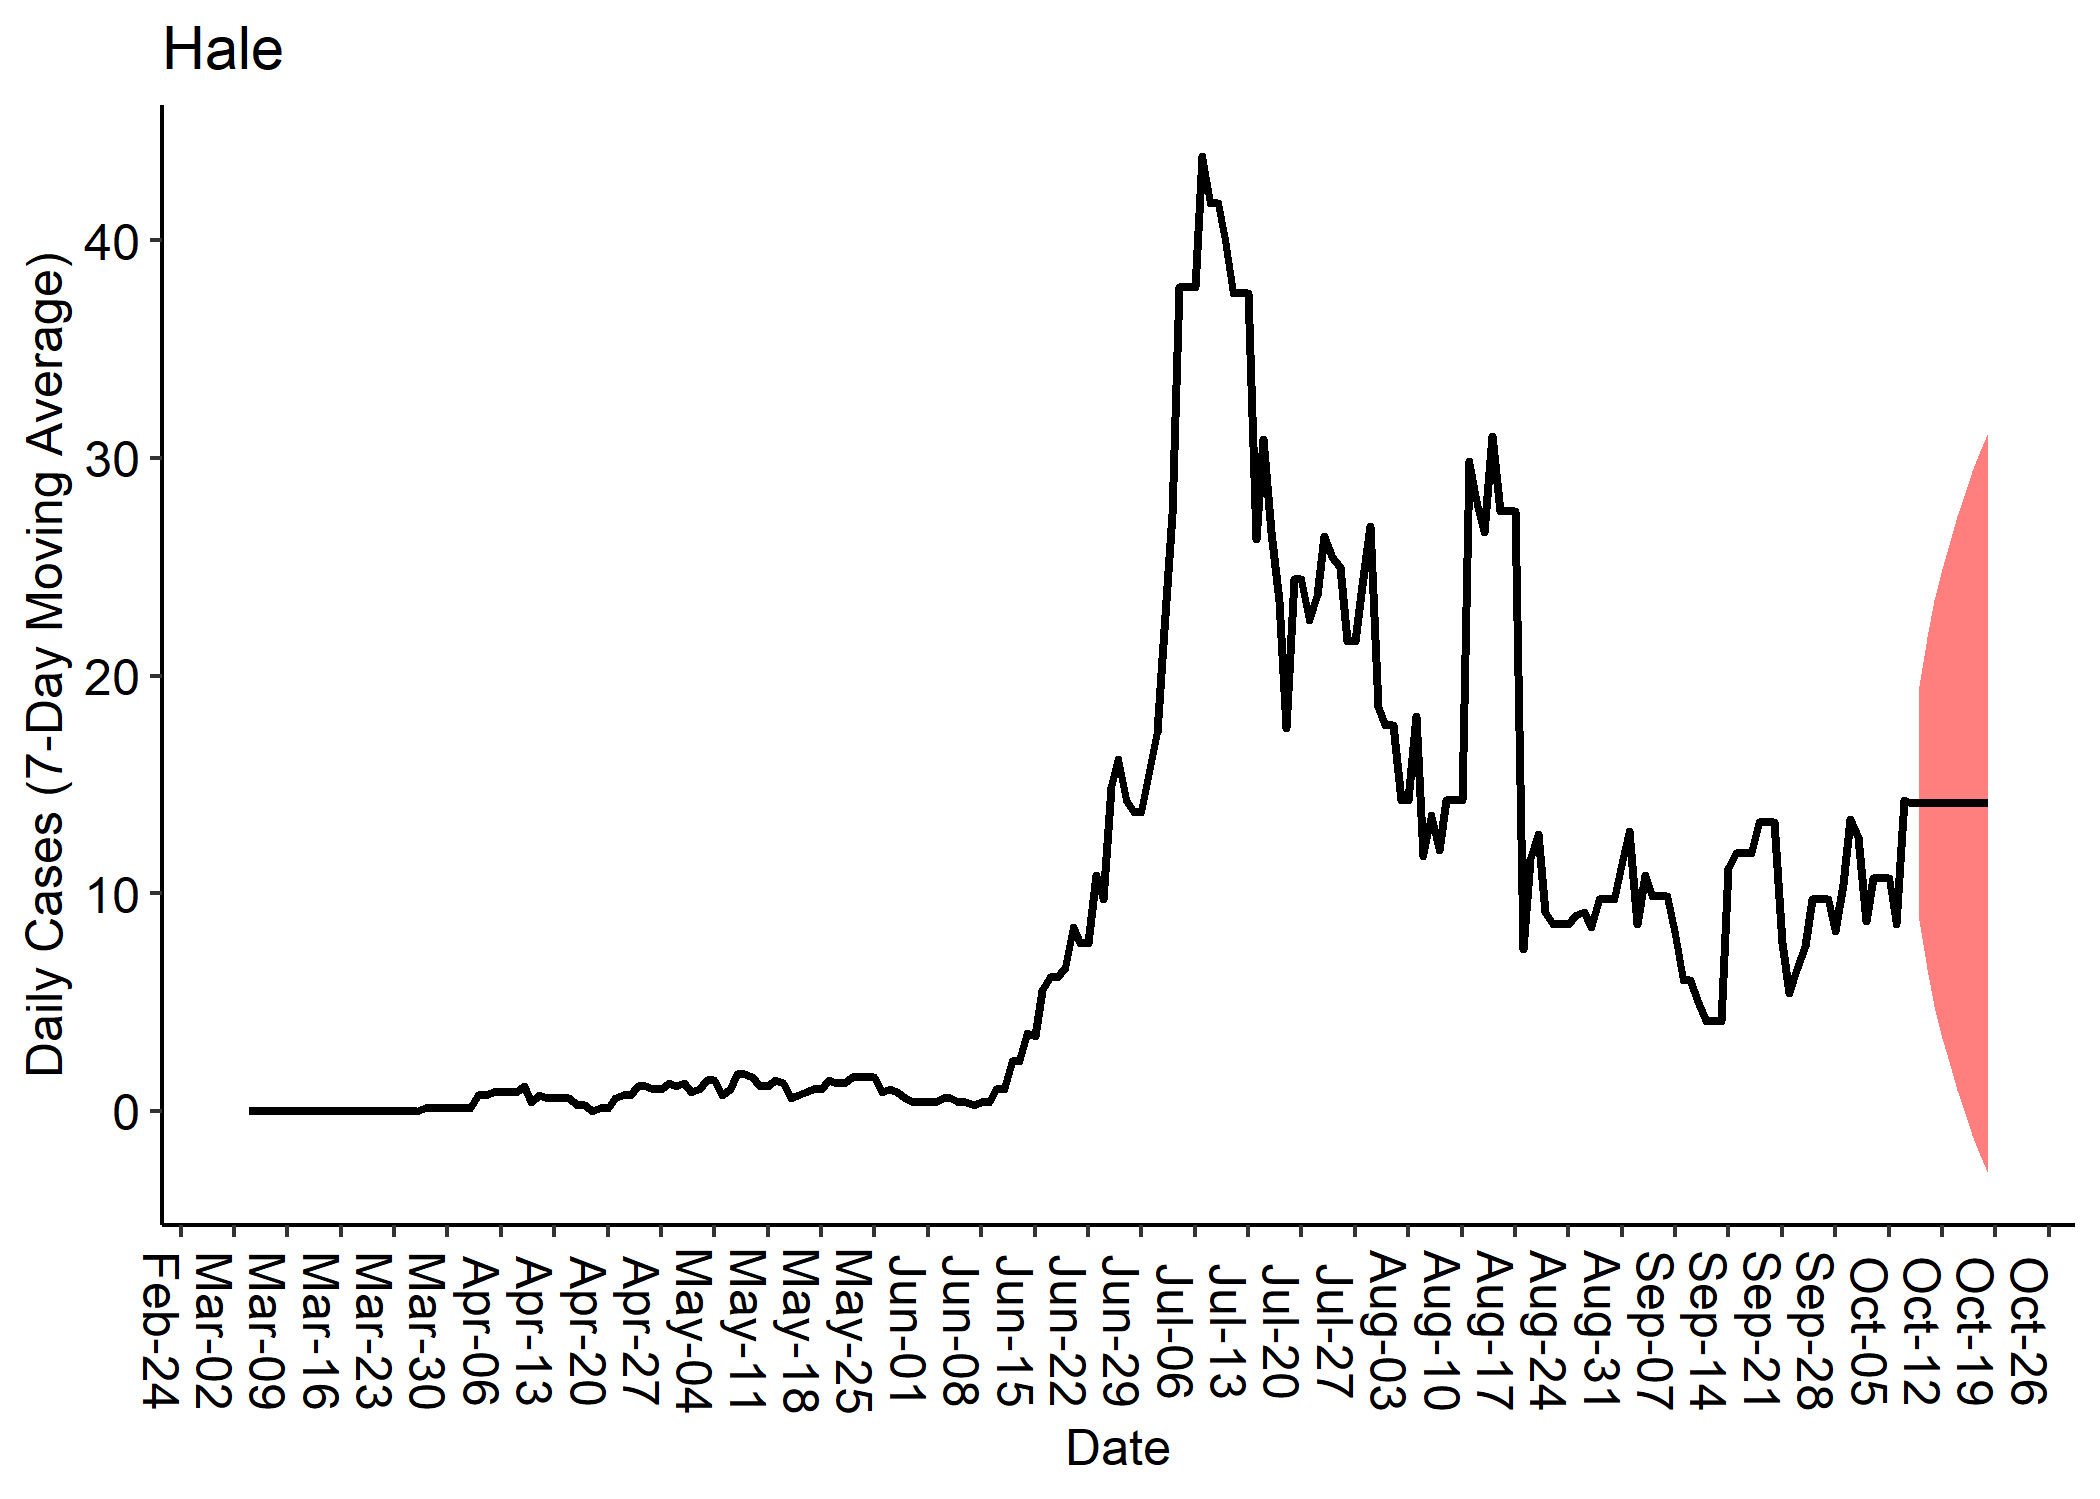 Hale
Daily Cases (7-Day Moving Average)
40
30
20
10
0
Feb-24
Mar-02
Mar-09
Mar-16
Mar-23
Mar-30
Apr-06
Apr-13
Apr-20
Apr-27
May-04
May-11
May-18
May-25
Jun-01
Jun-08
Jun-15
Jun-22
Jun-29
Jul-06
Jul-13
Jul-20
Jul-27
Aug-03
Aug-10
Aug-17
Aug-24
Aug-31
Sep-07
Sep-14
Sep-21
Sep-28
Oct-05
Oct-12
Oct-19
Oct-26
Date